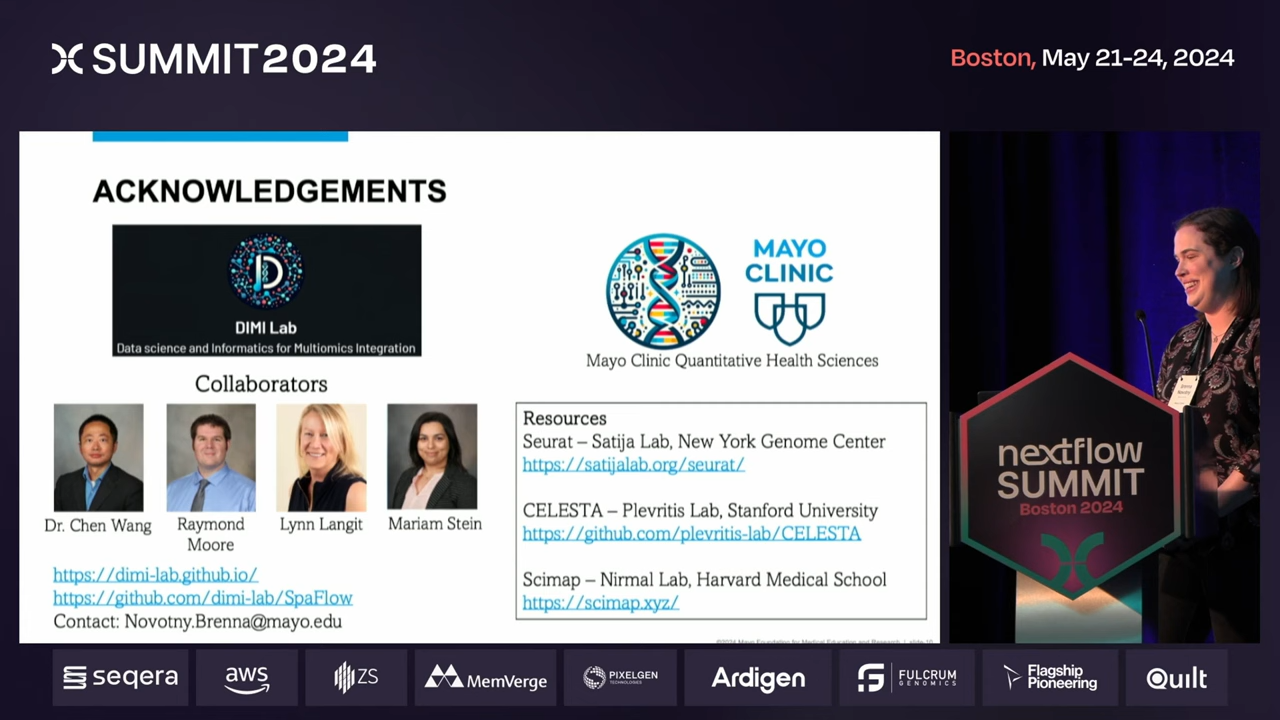 SUMMIT2024
Boston, May 21-24, 2024
ACKNOWLEDGEMENTS
DIMI Lab
Data science and Informatics for Multiomics Integration
MAYO
CLINIC
Mayo Clinic Quantitative Health Sciences
Collaborators
Dr. Chen Wang
Raymond
Moore
Lynn Langit
Mariam Stein
https://dimi-lab.github.io/
https://github.com/dimi-lab/SpaFlow
Contact: Novotny.Brenna@mayo.edu
Resources
Seurat – Satija Lab, New York Genome Center
https://satijalab.org/seurat/
CELESTA – Plevritis Lab, Stanford University
https://github.com/plevritis-lab/CELESTA
Scimap – Nirmal Lab, Harvard Medical School
https://scimap.xyz/
nextflow
SUMMIT
Boston 2024
seqera
aws
ZS
MemVerge
PIXELGEN
TECHNOLOGIES
Ardigen
FULCRUM
GENOMICS
Flagship
Pioneering
Quilt